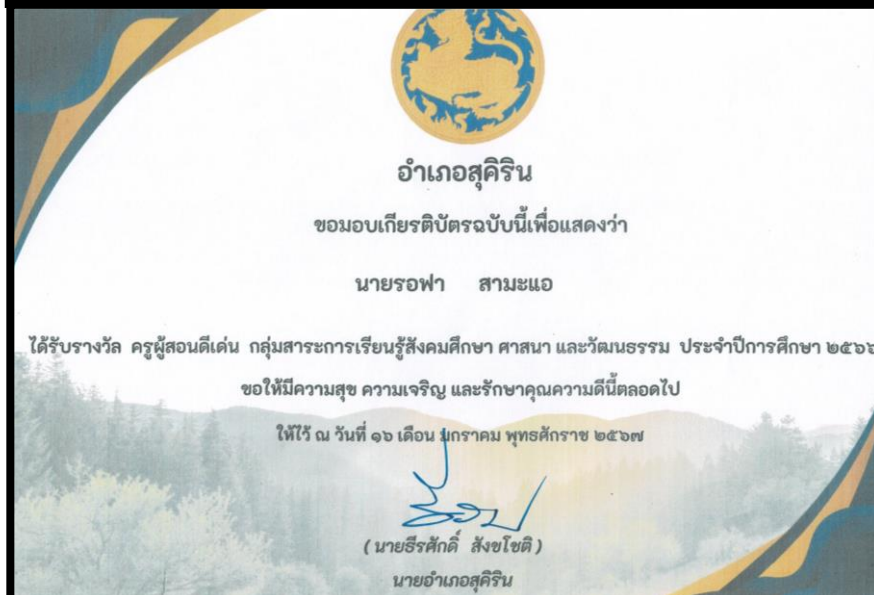 อำเภอสุคิริน
ขอมอบเกียรติบัตรฉบับนี้เพื่อแสดงว่า
นายรอฟา สามะแอ
ได้รับรางวัล ครูผู้สอนดีเด่น กลุ่มสาระการเรียนรู้สังคมศึกษา ศาสนา และวัฒนธรรม ประจำปีการศึกษา ๒๕๖๖
ขอให้มีความสุข ความเจริญ และรักษาคุณความดีนี้ตลอดไป
ให้ไว้ ณ วันที่ ๑๖ เดือน มกราคม พุทธศักราช ๒๕๖๗
( นายธีรศักดิ์ สังขโชติ )
นายอำเภอสุคิริน